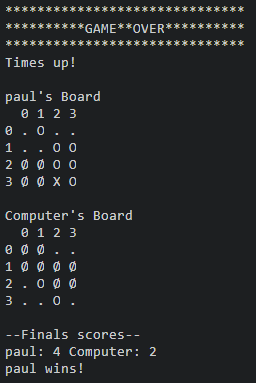 ******************************
**********GAME**OVER**********
******************************
Times up!
paul's Board
0 1 2 3
0 . O . .
1 . . O O
2 Ø Ø O O
3 Ø Ø X O
Computer's Board
0 1 2 3
0 Ø Ø . .
1 Ø Ø Ø Ø
2 . O Ø Ø
3 . . O .
--Finals scores--
paul: 4 Computer: 2
paul wins!